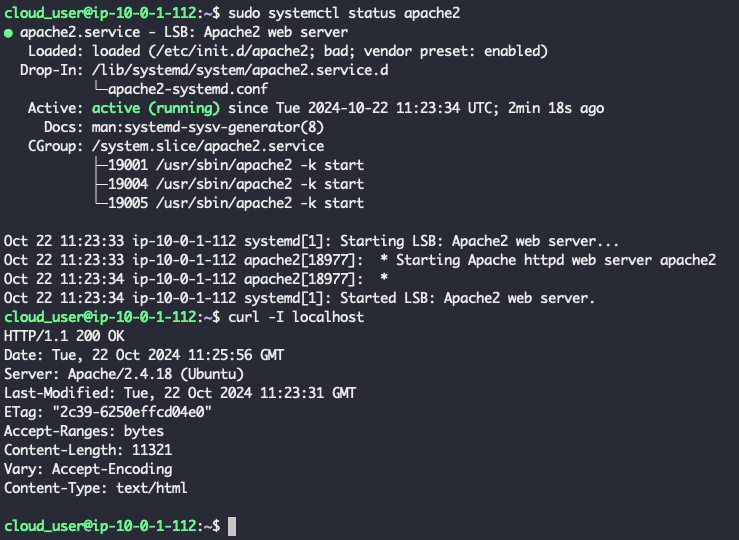 cloud_user@ip-10-0-1-112:~$ sudo systemctl status apache2
● apache2.service - LSB: Apache2 web server
   Loaded: loaded (/etc/init.d/apache2; bad; vendor preset: enabled)
  Drop-In: /lib/systemd/system/apache2.service.d
           └─apache2-systemd.conf
   Active: active (running) since Tue 2024-10-22 11:23:34 UTC; 2min 18s ago
     Docs: man:systemd-sysv-generator(8)
   CGroup: /system.slice/apache2.service
           ├─19001 /usr/sbin/apache2 -k start
           ├─19004 /usr/sbin/apache2 -k start
           └─19005 /usr/sbin/apache2 -k start

Oct 22 11:23:33 ip-10-0-1-112 systemd[1]: Starting LSB: Apache2 web server...
Oct 22 11:23:33 ip-10-0-1-112 apache2[18977]:  * Starting Apache httpd web server apache2
Oct 22 11:23:34 ip-10-0-1-112 apache2[18977]:  *
Oct 22 11:23:34 ip-10-0-1-112 systemd[1]: Started LSB: Apache2 web server.
cloud_user@ip-10-0-1-112:~$ curl -I localhost
HTTP/1.1 200 OK
Date: Tue, 22 Oct 2024 11:25:56 GMT
Server: Apache/2.4.18 (Ubuntu)
Last-Modified: Tue, 22 Oct 2024 11:23:31 GMT
ETag: "2c39-6250effcd04e0"
Accept-Ranges: bytes
Content-Length: 11321
Vary: Accept-Encoding
Content-Type: text/html

cloud_user@ip-10-0-1-112:~$